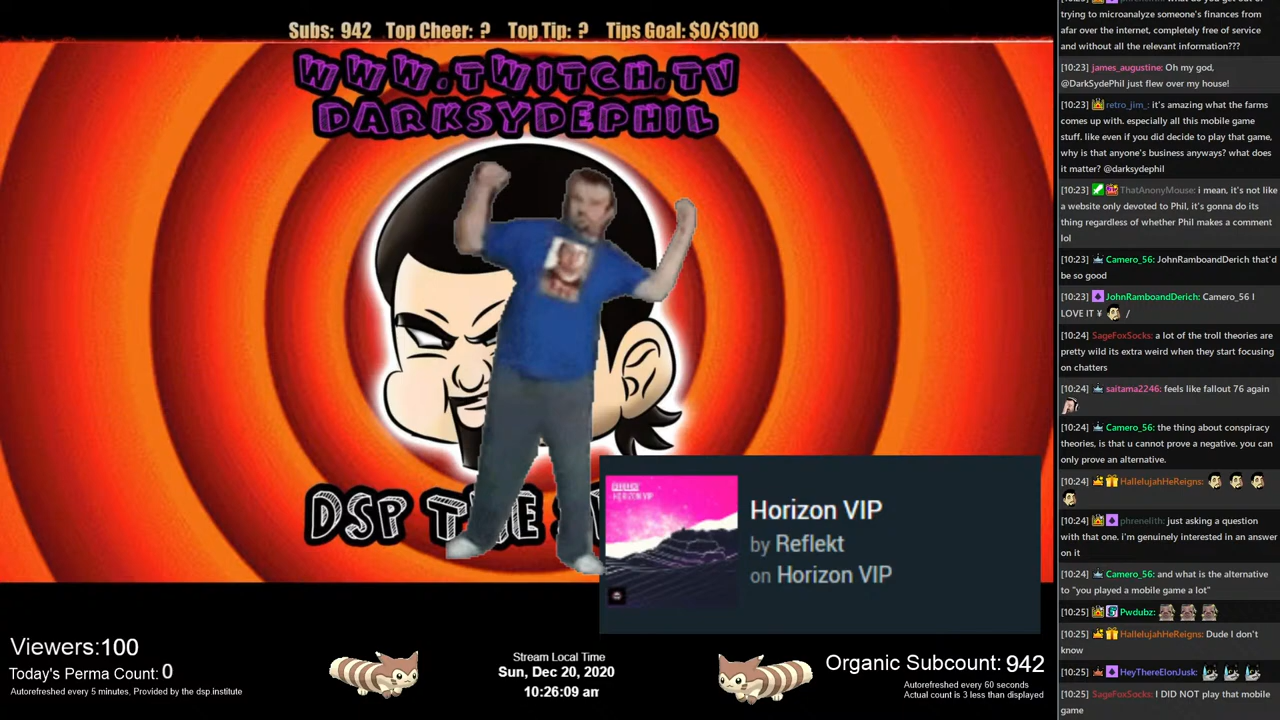 Subs: 942 Top Cheer: ? Top Tip: ? Tips Goal: $0/$100
WWW.TWITCH.TV
DARKSYDEPHIL
DSP
Horizon VIP
by Reflekt
on Horizon VIP
Viewers:100
Today's Perma Count: 0
Autorefreshed every 5 minutes, Provided by the dsp institute
Stream Local Time
Sun, Dec 20, 2020
10:26:09 am
Organic Subcount: 942
Autorefreshed every 60 seconds
Actual count is 3 less than displayed
trying to microanalyze someone's finances from
afar over the internet, completely free of service
and without all the relevant information???
[10:23] james_augustine: Oh my god,
@DarkSydePhil just flew over my house!
[10:23] retro_jim_: it's amazing what the farms
comes up with. especially all this mobile game
stuff. like even if you did decide to play that game,
why is that anyone's business anyways? what does
it matter? @darksydephil
[10:23] ThatAnonyMouse: i mean, it's not like
a website only devoted to Phil, it's gonna do its
thing regardless of whether Phil makes a comment
lol
[10:23] Camero_56: JohnRamboandDerich that'd
be so good
[10:23] JohnRamboandDerich: Camero_56 I
LOVE IT ¥ /
[10:24] SageFoxSocks: a lot of the troll theories are
pretty wild its extra weird when they start focusing
on chatters
[10:24] saitama2246: feels like fallout 76 again
[10:24] Camero_56: the thing about conspiracy
theories, is that u cannot prove a negative. you can
only prove an alternative.
[10:24] HallelujahHeReigns:
[10:24] phrenelith: just asking a question
with that one. i'm genuinely interested in an answer
on it
[10:24] Camero_56: and what is the alternative
to "you played a mobile game a lot"
[10:25] Pwdubz:
[10:25] HallelujahHeReigns: Dude I don't
know
[10:25] HeyThereElonJusk:
[10:25] SageFoxSocks: I DID NOT play that mobile
game